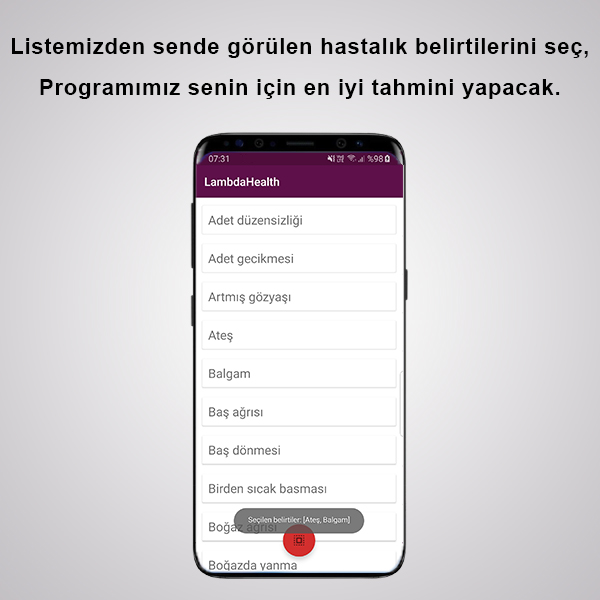 Listemizden sende görülen hastalık belirtilerini seç,
Programımız senin için en iyi tahmini yapacak.
07:31
%98
LambdaHealth
Adet düzensizliği
Adet gecikmesi
Artmış gözyaşı
Ateş
Balgam
Baş ağrısı
Baş dönmesi
Birden sıcak basması
Seçilen belirtiler: [Ateş, Balgam]
Boğaz ağrısı
Boğazda yanma